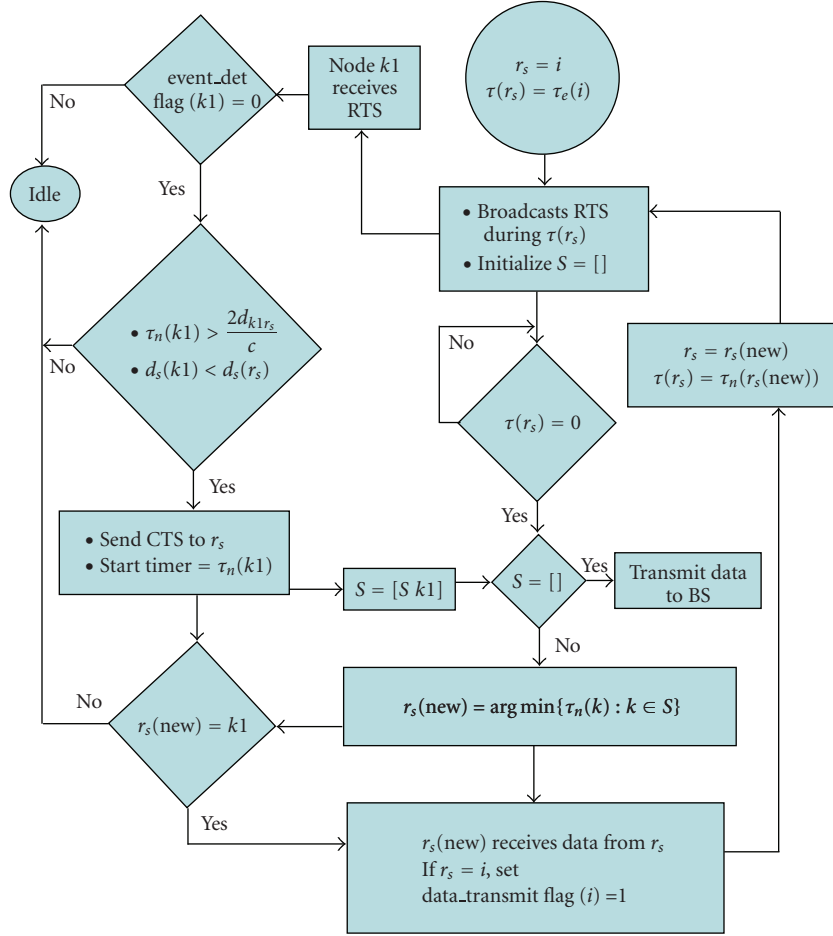 event_det
flag (k1) = 0
Node k1
receives
RTS
r_s = i
τ(r_s) = τ_e(i)
No
Idle
Yes
• Broadcasts RTS
during τ(r_s)
• Initialize S = [ ]
• τ_n(k1) > 2d_{k1r_s}/c
• d_s(k1) < d_s(r_s)
No
No
τ(r_s) = 0
r_s = r_s(new)
τ(r_s) = τ_n(r_s(new))
Yes
Yes
• Send CTS to r_s
• Start timer = τ_n(k1)
S = [S k1]
S = [ ]
Yes
Transmit data
to BS
No
No
r_s(new) = k1
r_s(new) = arg min{τ_n(k) : k ∈ S}
Yes
r_s(new) receives data from r_s
If r_s = i, set
data_transmit flag (i) =1